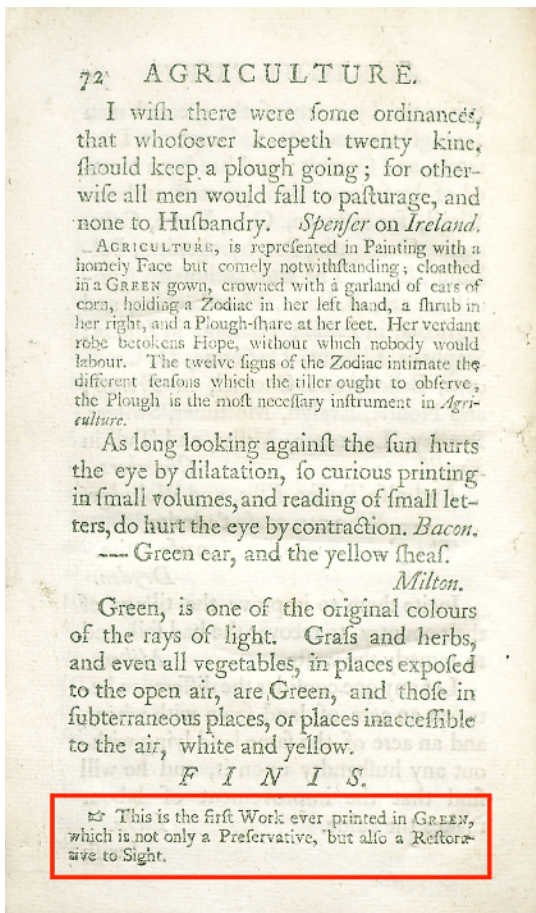 72 AGRICULTURE.
I wiſh there were ſome ordinances,
that whoſoever keepeth twenty kine,
ſhould keep a plough going; for other-
wiſe all men would fall to paſturage, and
none to Huſbandry. Spenſer on Ireland.
AGRICULTURE, is repreſented in Painting with a
homely Face but comely notwithſtanding; cloathed
in a GREEN gown, crowned with a garland of ears of
corn, holding a Zodiac in her left hand, a ſhrub in
her right, and a Plough-ſhare at her feet. Her verdant
robe betokens Hope, without which nobody would
labour. The twelve ſigns of the Zodiac intimate the
different ſeaſons which the tiller ought to obſerve,
the Plough is the moſt neceſſary inſtrument in Agri-
culture.
As long looking againſt the ſun hurts
the eye by dilatation, ſo curious printing
in ſmall volumes, and reading of ſmall let-
ters, do hurt the eye by contraction. Bacon.
—— Green ear, and the yellow ſheaf.
Milton.
Green, is one of the original colours
of the rays of light. Graſs and herbs,
and even all vegetables, in places expoſed
to the open air, are Green, and thoſe in
ſubterraneous places, or places inacceſſible
to the air, white and yellow.
F I N I S.
☞ This is the firſt Work ever printed in GREEN,
which is not only a Preſervative, but alſo a Reſtora-
tive to Sight.